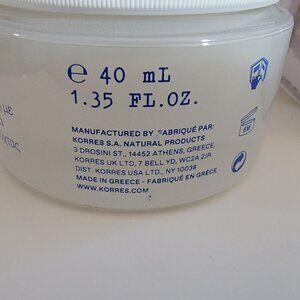 ℮ 40 mL
1.35 FL.OZ.
MANUFACTURED BY - FABRIQUÉ PAR:
KORRES S.A. NATURAL PRODUCTS
3 DROSINI ST., 14452 ATHENS, GREECE
KORRES UK LTD, 7 BELL YD, WC2A 2JR
DIST: KORRES USA LTD., NY, 10038
MADE IN GREECE - FABRIQUÉ EN GRÈCE
WWW.KORRES.COM
6M